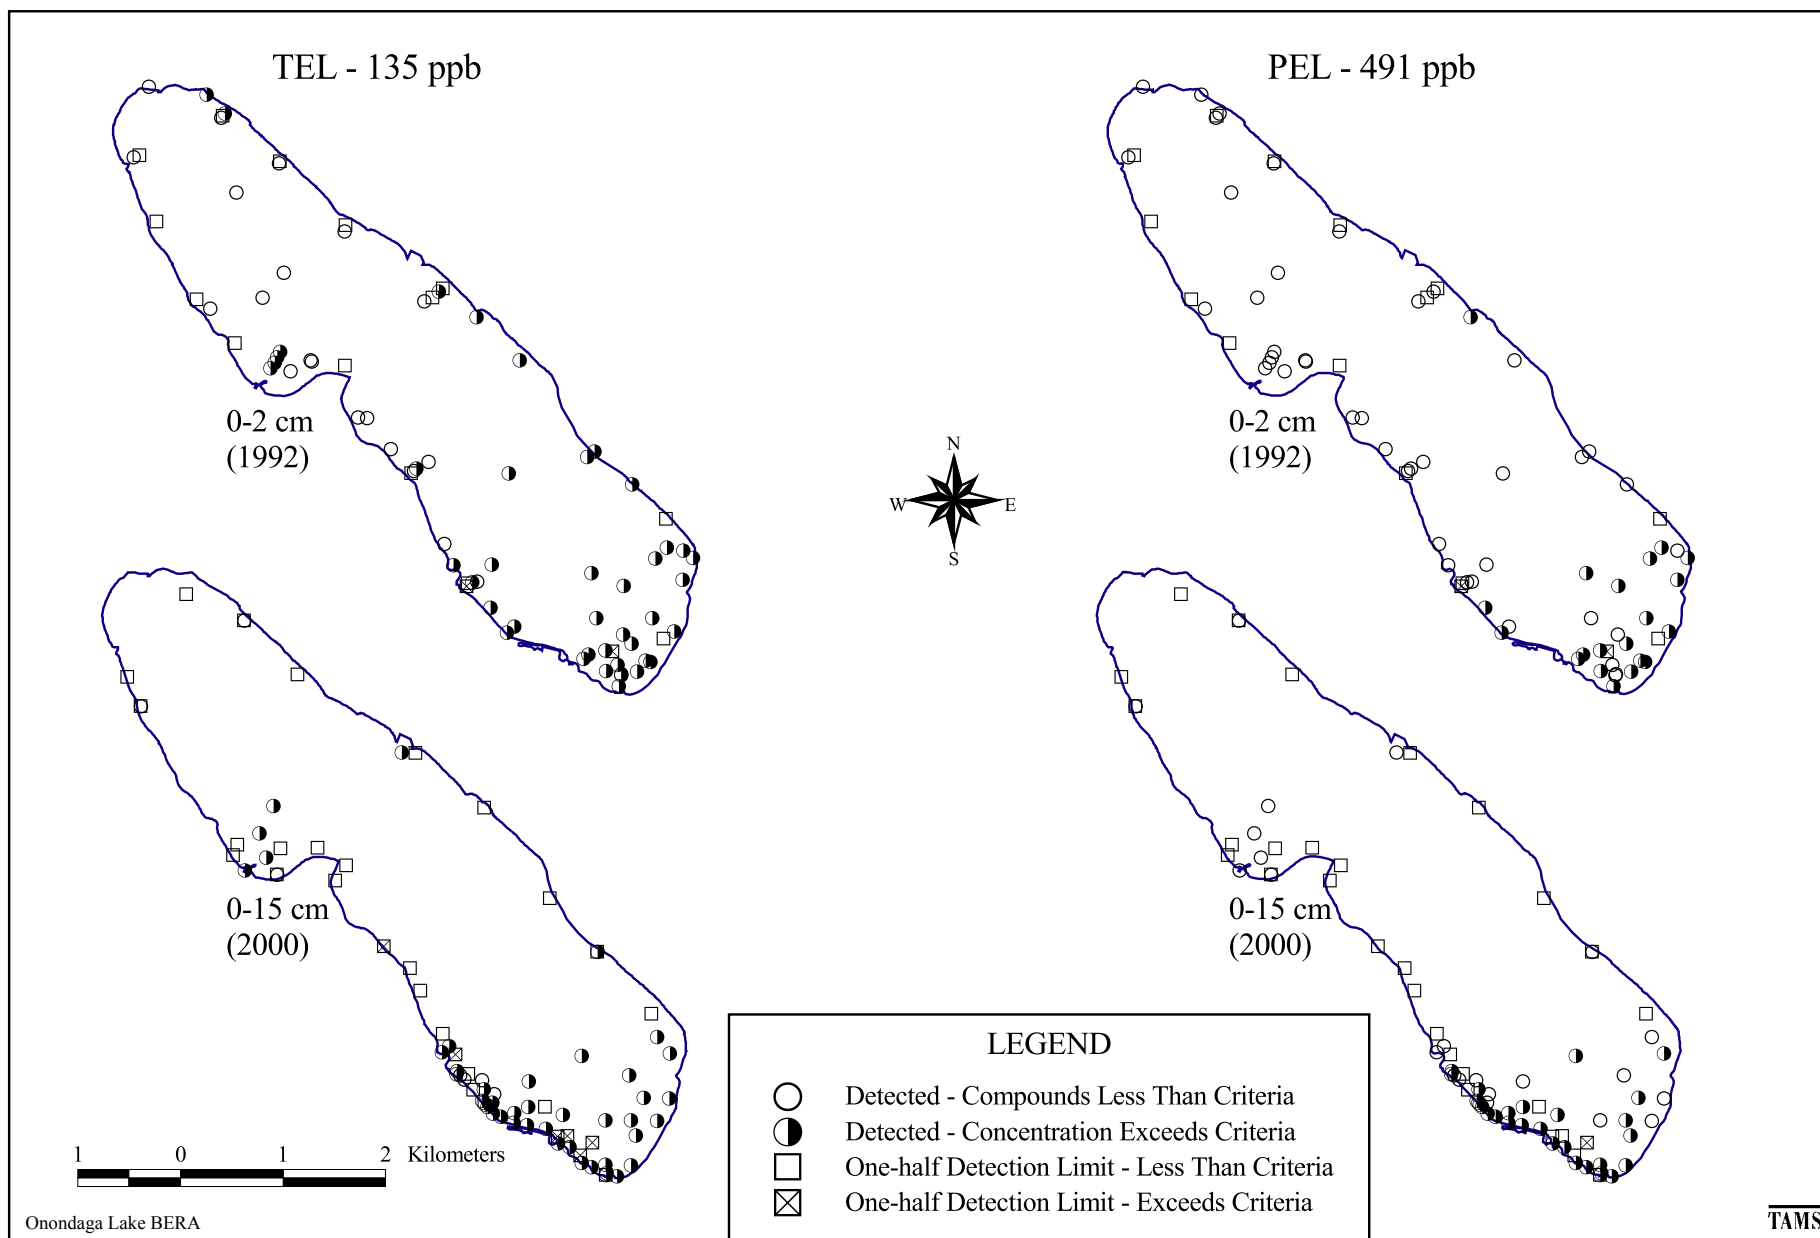 TEL - 135 ppb
PEL - 491 ppb
0-2 cm
(1992)
0-2 cm
(1992)
N
W
E
S
0-15 cm
(2000)
0-15 cm
(2000)
1 0 1 2 Kilometers
LEGEND
Detected - Compounds Less Than Criteria
Detected - Concentration Exceeds Criteria
One-half Detection Limit - Less Than Criteria
One-half Detection Limit - Exceeds Criteria
Onondaga Lake BERA
TAMS